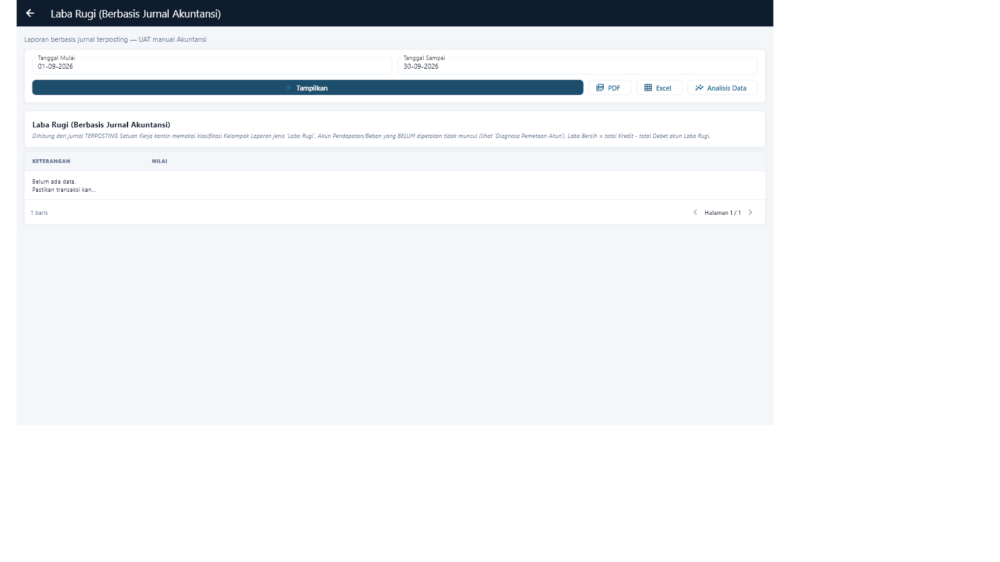 Laba Rugi (Berbasis Jurnal Akuntansi)
Laporan berbasis jurnal terposting — UAT manual Akuntansi
Tanggal Mulai
01-09-2026
Tanggal Sampai
30-09-2026
Tampilkan
PDF
Excel
Analisis Data
Laba Rugi (Berbasis Jurnal Akuntansi)
Dihitung dari jurnal TERPOSTING Satuan Kerja kantin memakai klasifikasi Kelompok Laporan jenis 'Laba Rugi'. Akun Pendapatan/Beban yang BELUM dipetakan tidak muncul (lihat 'Diagnosa Pemetaan Akun'). Laba Bersih = total Kredit - total Debet akun Laba Rugi.
KETERANGAN NILAI
Belum ada data.
Pastikan transaksi kan...
1 baris
Halaman 1 / 1